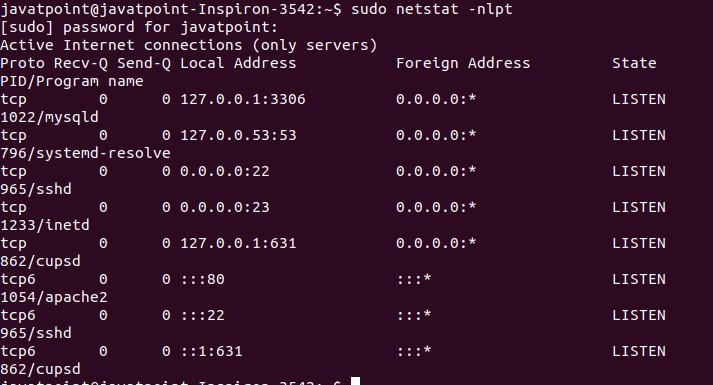 javatpoint@javatpoint-Inspiron-3542:~$ sudo netstat -nlpt
[sudo] password for javatpoint:
Active Internet connections (only servers)
Proto Recv-Q Send-Q Local Address           Foreign Address         State
PID/Program name
tcp        0      0 127.0.0.1:3306          0.0.0.0:*               LISTEN
1022/mysqld
tcp        0      0 127.0.0.53:53           0.0.0.0:*               LISTEN
796/systemd-resolve
tcp        0      0 0.0.0.0:22              0.0.0.0:*               LISTEN
965/sshd
tcp        0      0 0.0.0.0:23              0.0.0.0:*               LISTEN
1233/inetd
tcp        0      0 127.0.0.1:631           0.0.0.0:*               LISTEN
862/cupsd
tcp6       0      0 :::80                   :::*                    LISTEN
1054/apache2
tcp6       0      0 :::22                   :::*                    LISTEN
965/sshd
tcp6       0      0 ::1:631                 :::*                    LISTEN
862/cupsd
javatpoint@javatpoint-Inspiron-3542:~$